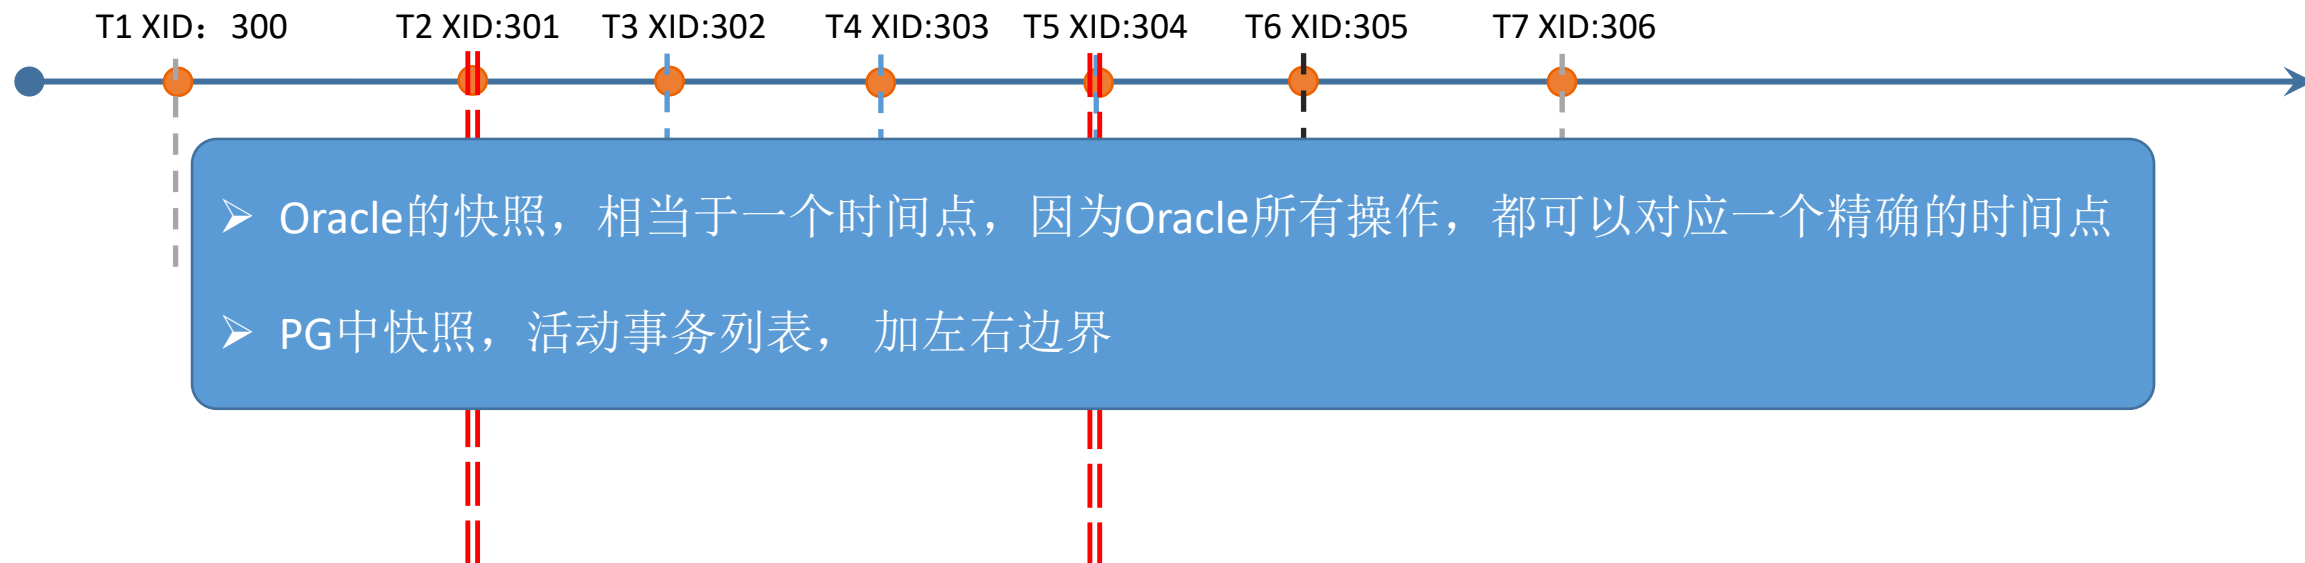 T1 XID：300 T2 XID:301 T3 XID:302 T4 XID:303 T5 XID:304 T6 XID:305 T7 XID:306
➢ Oracle的快照，相当于一个时间点，因为Oracle所有操作，都可以对应一个精确的时间点
➢ PG中快照，活动事务列表， 加左右边界